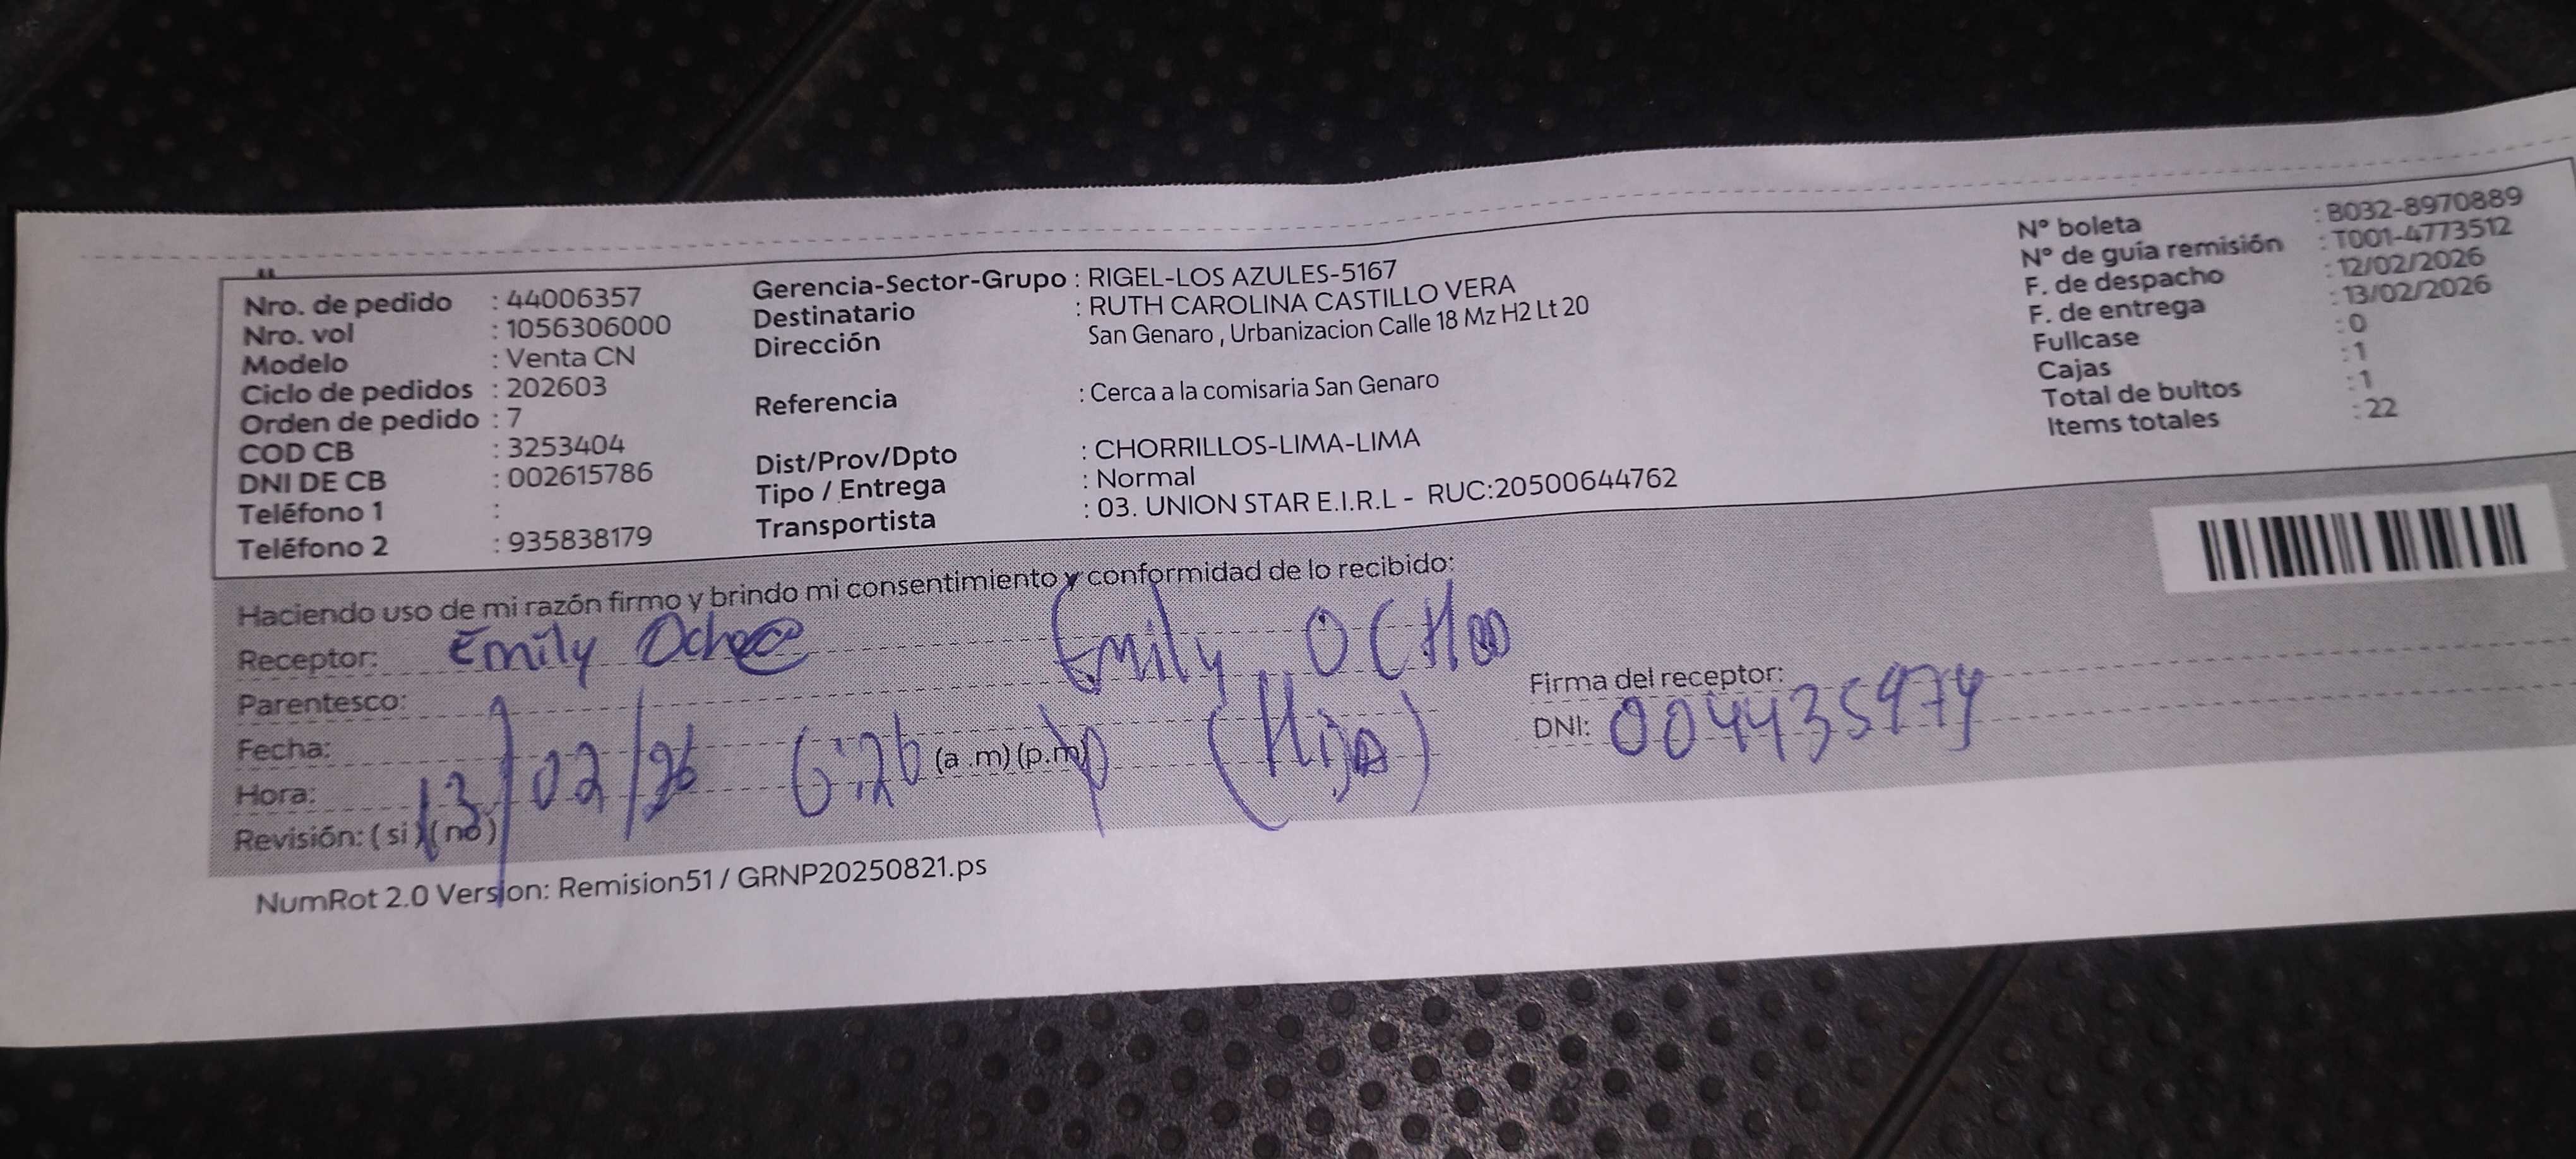 Nro. de pedido : 44006357
Nro. vol : 1056306000
Modelo : Venta CN
Ciclo de pedidos : 202603
Orden de pedido : 7
COD CB : 3253404
DNI DE CB : 002615786
Teléfono 1 :
Teléfono 2 : 935838179
Gerencia-Sector-Grupo : RIGEL-LOS AZULES-5167
Destinatario : RUTH CAROLINA CASTILLO VERA
Dirección San Genaro , Urbanizacion Calle 18 Mz H2 Lt 20
Referencia : Cerca a la comisaria San Genaro
Dist/Prov/Dpto : CHORRILLOS-LIMA-LIMA
Tipo / Entrega : Normal
Transportista : 03. UNION STAR E.I.R.L - RUC:20500644762
N° boleta : B032-8970889
N° de guía remisión : T001-4773512
F. de despacho : 12/02/2026
F. de entrega : 13/02/2026
Fullcase : 0
Cajas : 1
Total de bultos : 1
Items totales : 22
Haciendo uso de mi razón firmo y brindo mi consentimiento y conformidad de lo recibido:
Receptor: Emily Ochoa Emily OCHOa
Parentesco: (Hija)
Fecha: 13/02/26
Hora: 6:26 (a .m) (p.m) p
Revisión: ( si ) ( no )
Firma del receptor:
DNI: 004435974
NumRot 2.0 Version: Remision51 / GRNP20250821.ps